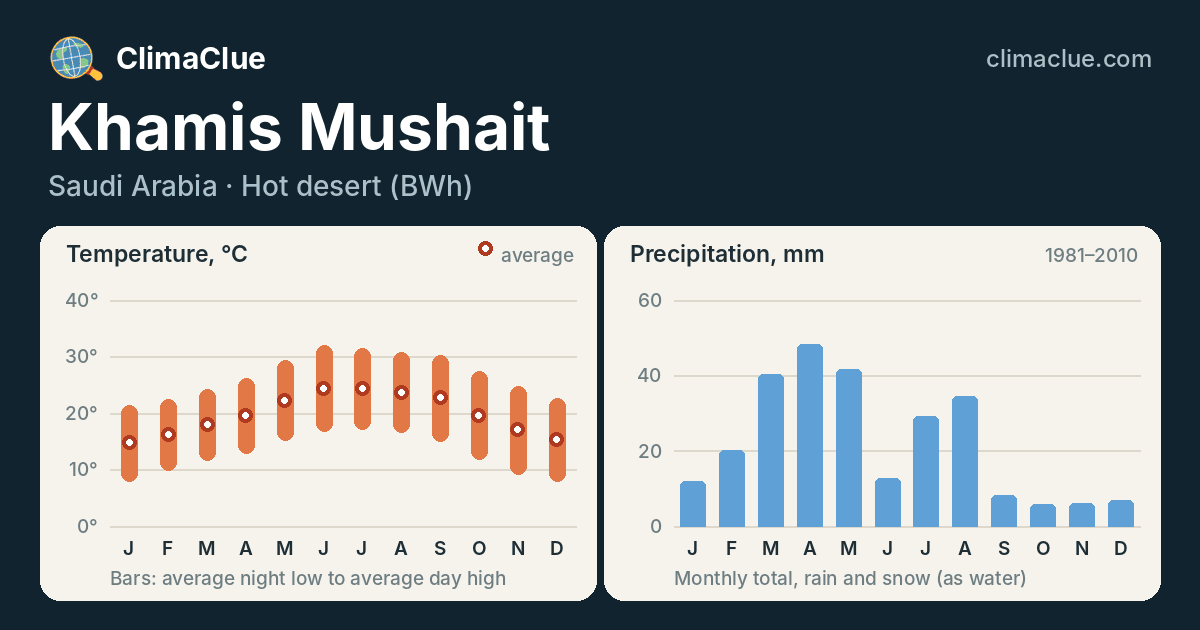 ClimaClue
climaclue.com
Khamis Mushait
Saudi Arabia · Hot desert (BWh)
Temperature, °C
average
40°
30°
20°
10°
0°
J F M A M J J A S O N D
Bars: average night low to average day high
Precipitation, mm
1981–2010
60
40
20
0
J F M A M J J A S O N D
Monthly total, rain and snow (as water)